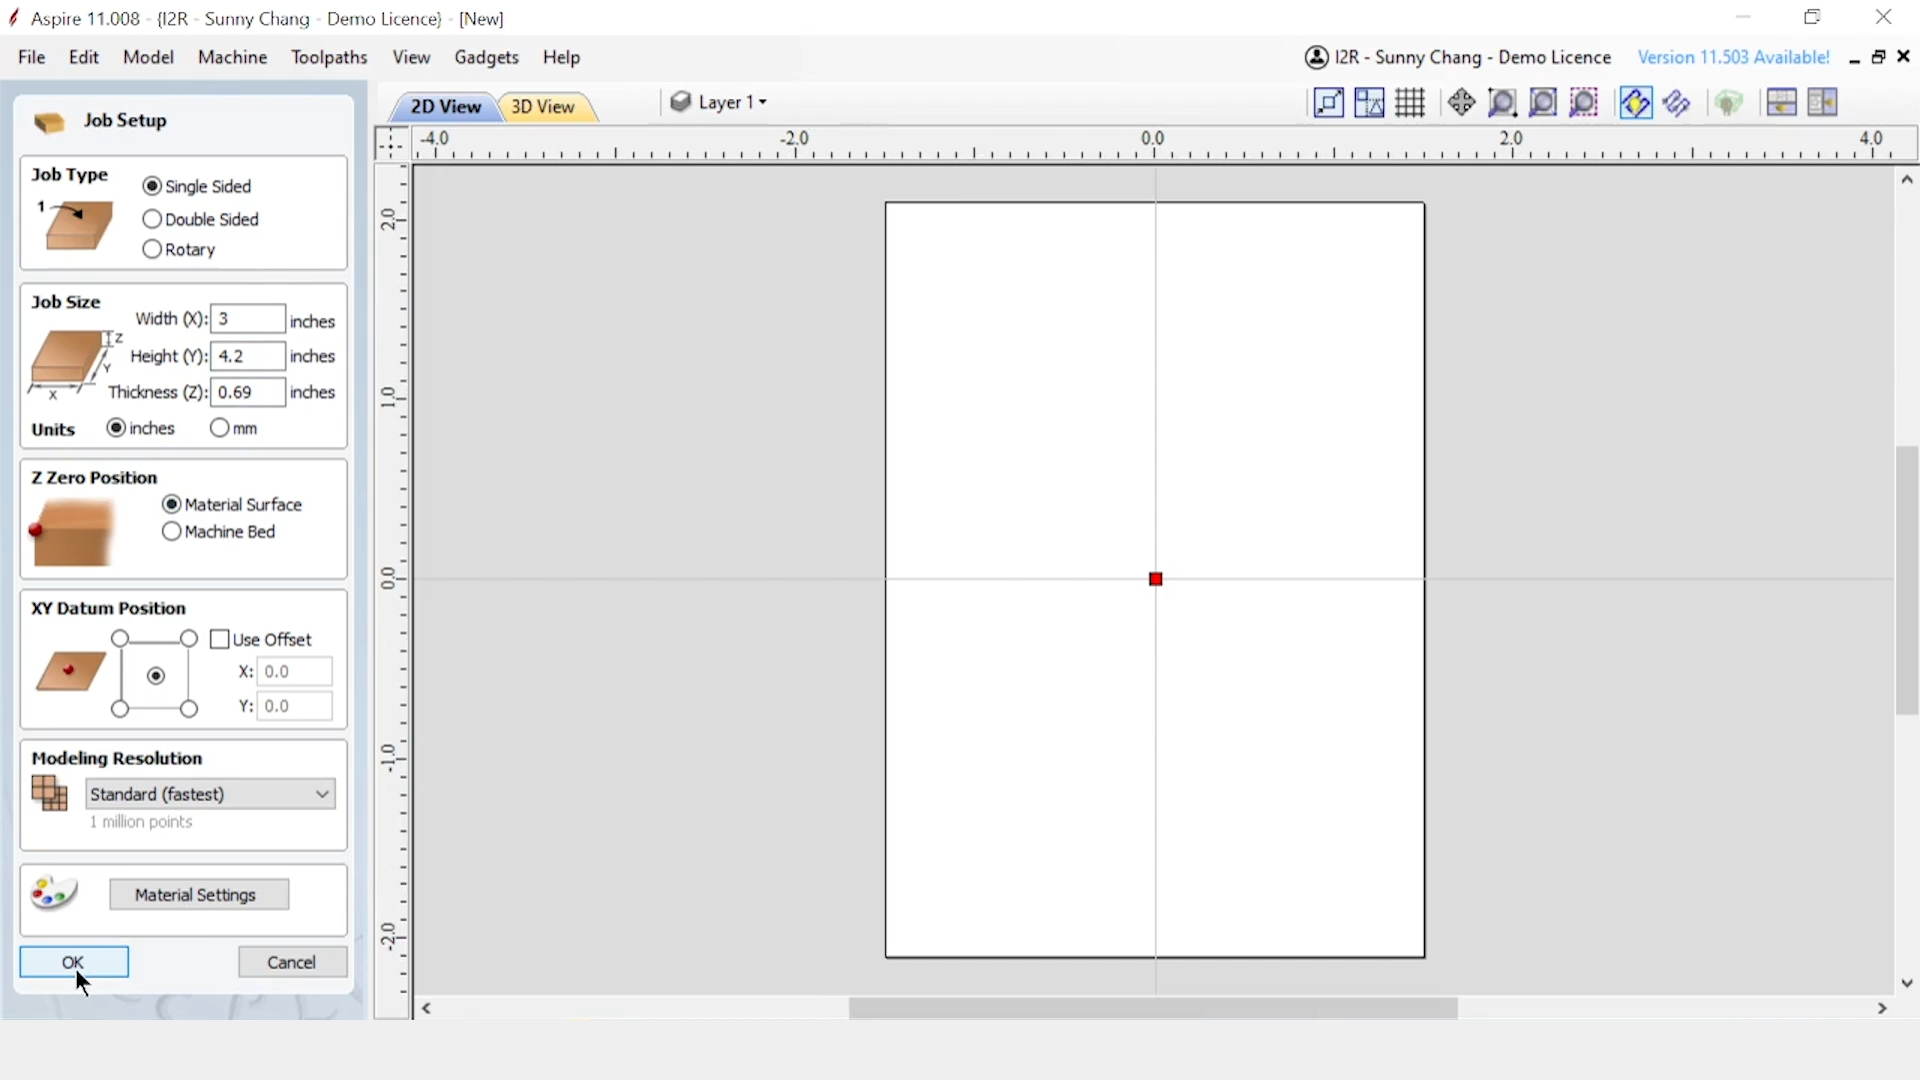 Aspire 11.008 - {I2R - Sunny Chang - Demo Licence} - [New]
File Edit Model Machine Toolpaths View Gadgets Help
I2R - Sunny Chang - Demo Licence Version 11.503 Available!
2D View 3D View Layer 1
-4.0 -2.0 0.0 2.0 4.0
2.0
1.0
0.0
-1.0
-2.0
Job Setup
Job Type
1
Single Sided
Double Sided
Rotary
Job Size
Width (X): 3 inches
Z
Height (Y): 4.2 inches
Y
Thickness (Z): 0.69 inches
X
Units inches mm
Z Zero Position
Material Surface
Machine Bed
XY Datum Position
Use Offset
X: 0.0
Y: 0.0
Modeling Resolution
Standard (fastest)
1 million points
Material Settings
OK Cancel